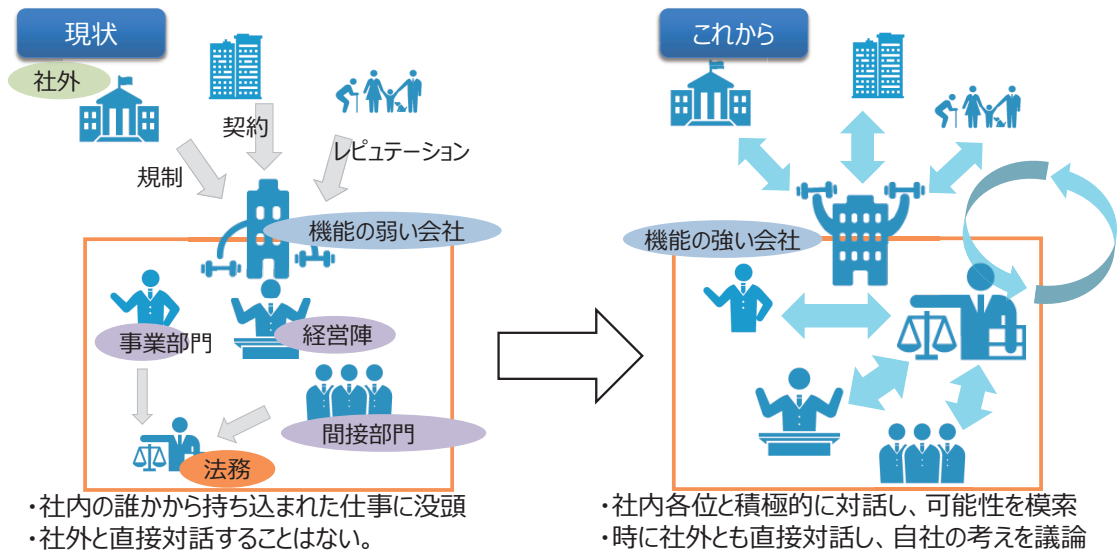 現状
社外
契約
レピュテーション
規制
機能の弱い会社
事業部門
経営陣
間接部門
法務
・社内の誰かから持ち込まれた仕事に没頭
・社外と直接対話することはない。
これから
機能の強い会社
・社内各位と積極的に対話し、可能性を模索
・時に社外とも直接対話し、自社の考えを議論